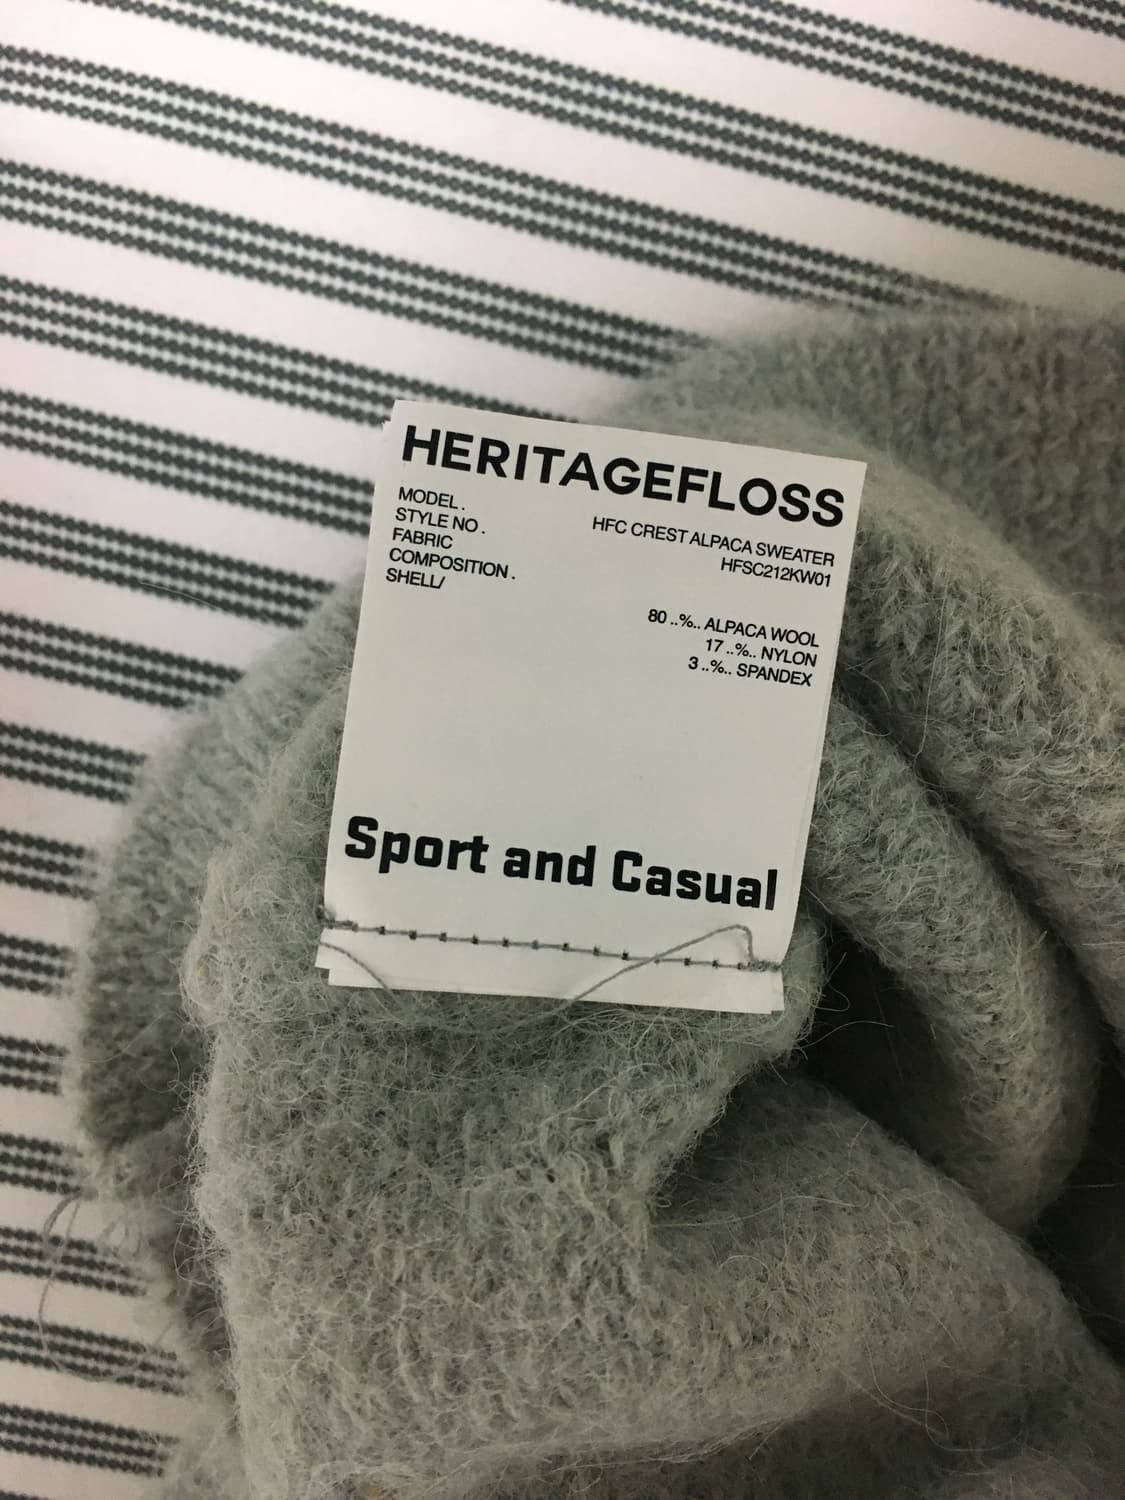 HERITAGEFLOSS
MODEL .
HFC CREST ALPACA SWEATER
STYLE NO .
HFSC212KW01
FABRIC
COMPOSITION .
SHELL/
80 ..%.. ALPACA WOOL
17 ..%.. NYLON
3 ..%.. SPANDEX
Sport and Casual